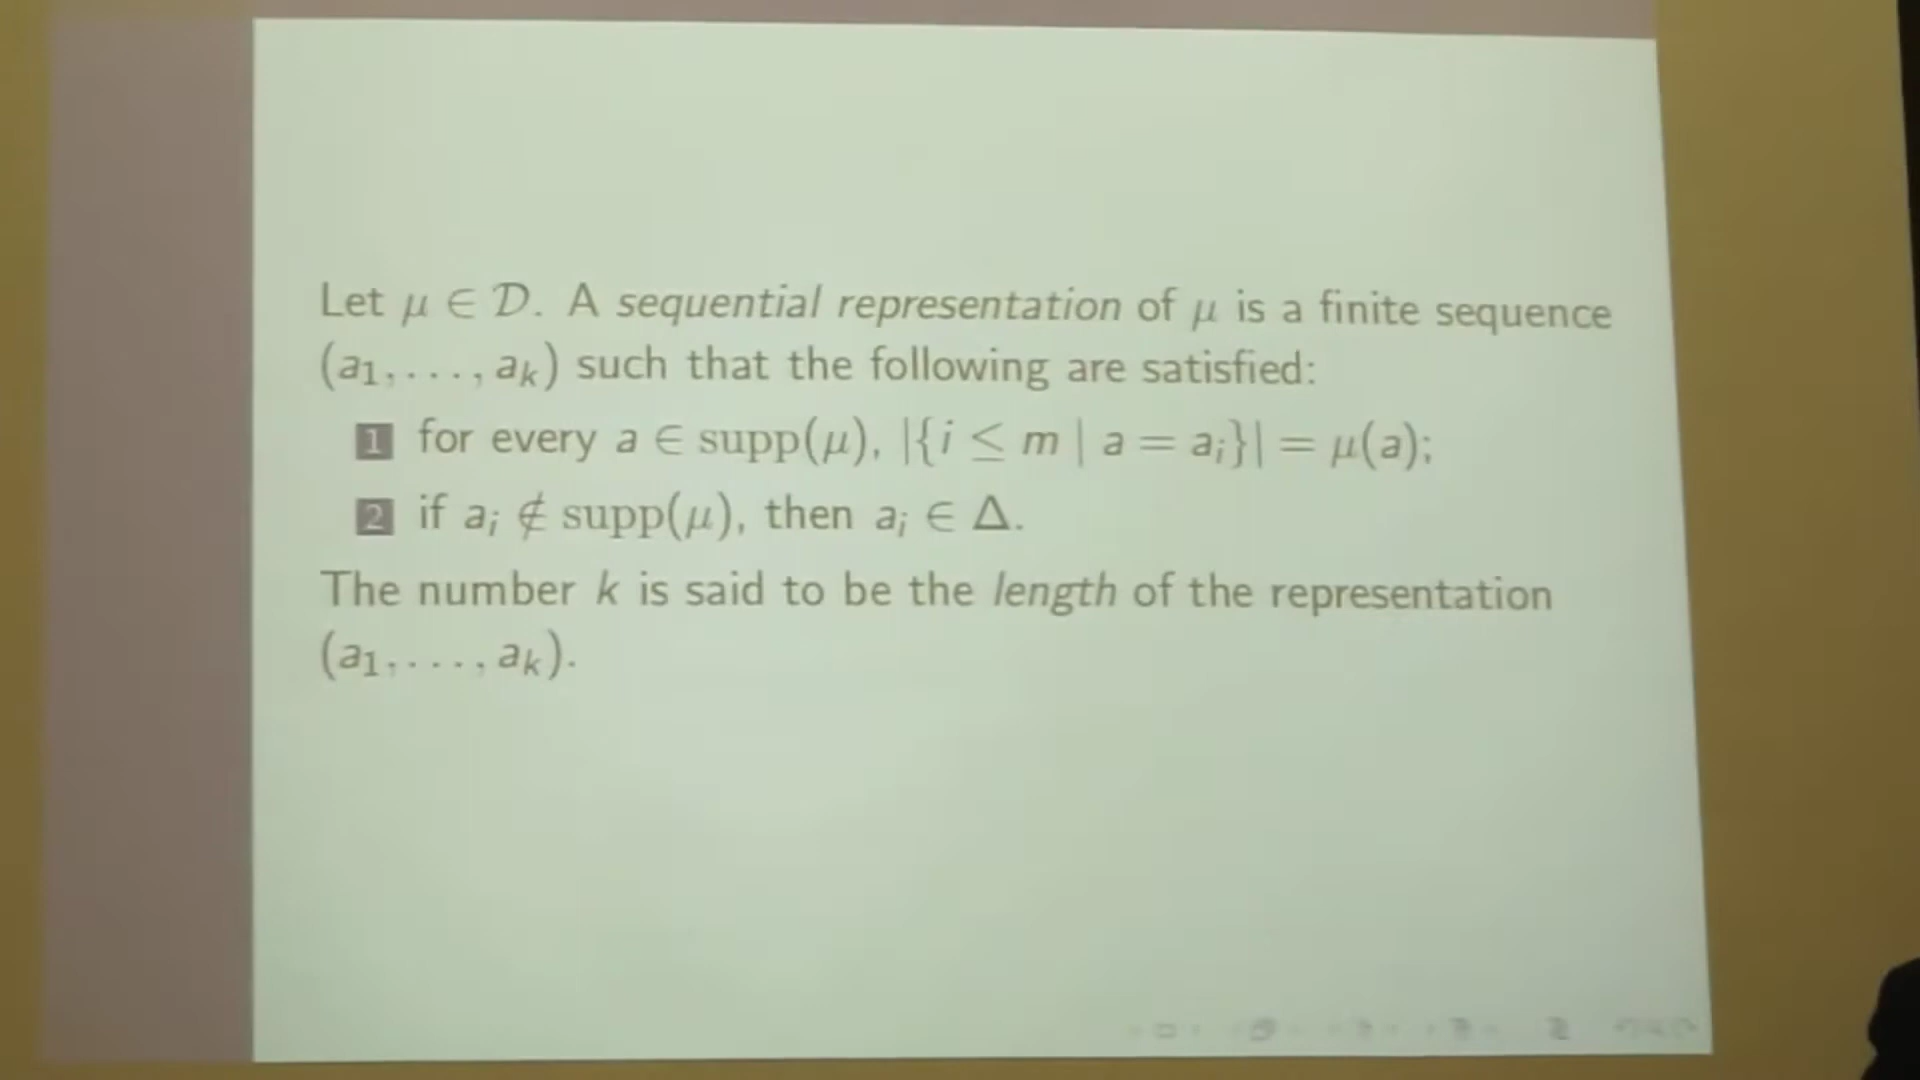 Let μ ∈ 𝒟. A sequential representation of μ is a finite sequence
(a₁, . . . , aₖ) such that the following are satisfied:
1 for every a ∈ supp(μ), |{i ≤ m | a = aᵢ}| = μ(a);
2 if aᵢ ∉ supp(μ), then aᵢ ∈ Δ.
The number k is said to be the length of the representation
(a₁, . . . , aₖ).